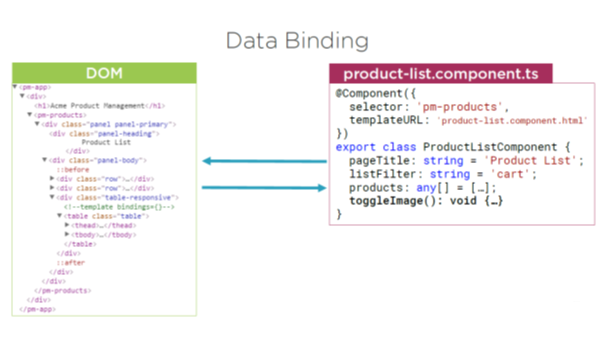 Data Binding
DOM
<pm-app>
<div>
<h1>Acme Product Management</h1>
<pm-products>
<div class="panel panel-primary">
<div class="panel-heading">
Product List
</div>
<div class="panel-body">
::before
<div class="row">…</div>
<div class="row">…</div>
<div class="table-responsive">
<!--template bindings={}-->
<table class="table">
<thead>…</thead>
<tbody>…</tbody>
</table>
</div>
::after
</div>
</div>
</pm-products>
</div>
</pm-app>
product-list.component.ts
@Component({
selector: 'pm-products',
templateURL: 'product-list.component.html'
})
export class ProductListComponent {
pageTitle: string = 'Product List';
listFilter: string = 'cart';
products: any[] = […];
toggleImage(): void {…}
}